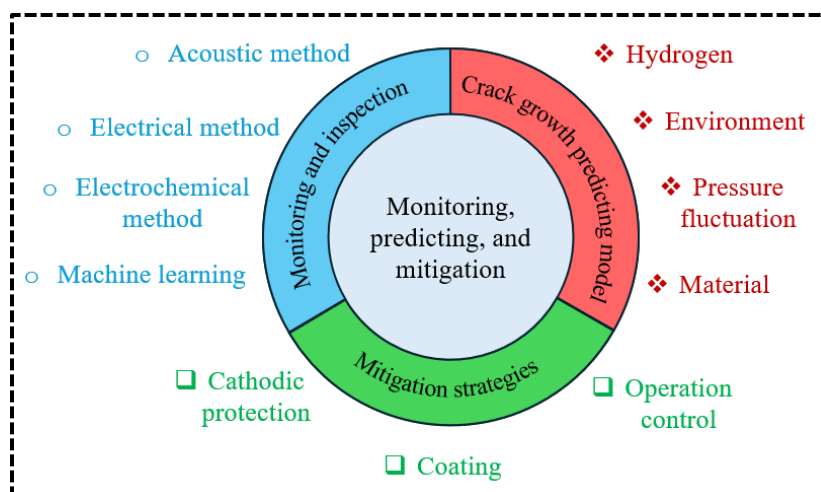 Acoustic method
Electrical method
Electrochemical
method
Machine learning
Monitoring and inspection
Crack growth predicting model
Hydrogen
Environment
Pressure
fluctuation
Material
Monitoring,
predicting, and
mitigation
Mitigation strategies
Cathodic
protection
Coating
Operation
control